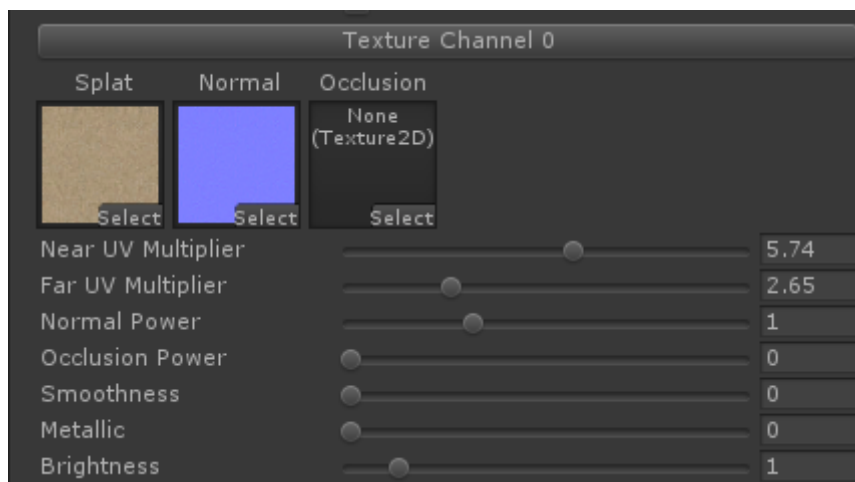 Texture Channel 0
Splat Normal Occlusion
None
(Texture2D)
Select Select Select
Near UV Multiplier 5.74
Far UV Multiplier 2.65
Normal Power 1
Occlusion Power 0
Smoothness 0
Metallic 0
Brightness 1